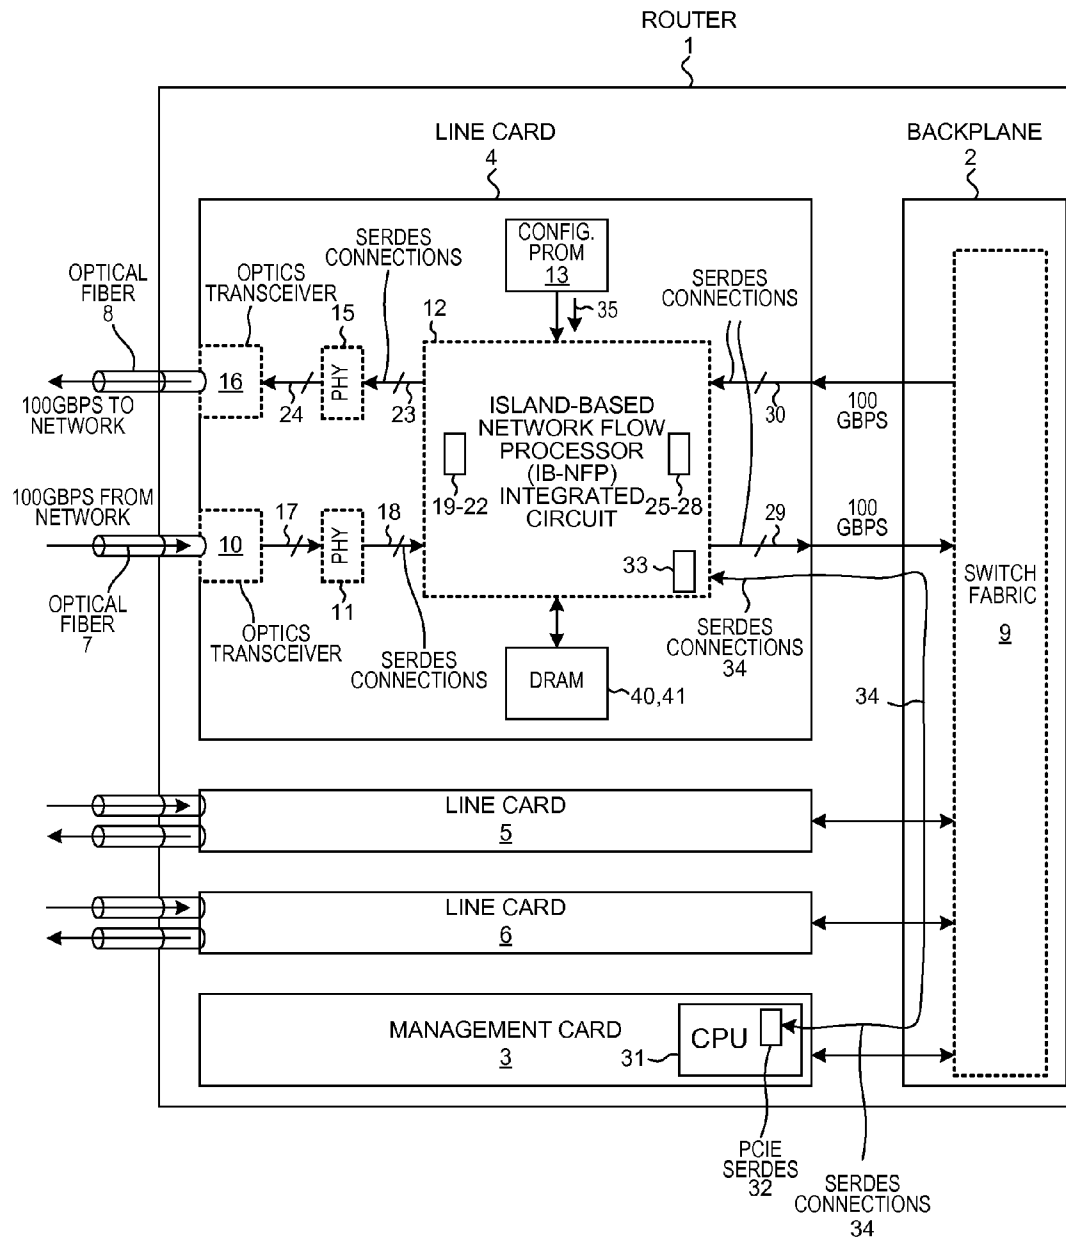 ROUTER
1
LINE CARD
4
BACKPLANE
2
CONFIG.
PROM
13
35
SERDES
CONNECTIONS
OPTICS
TRANSCEIVER
OPTICAL
FIBER
8
15
12
SERDES
CONNECTIONS
16
PHY
24
23
30
100
GBPS
100GBPS TO
NETWORK
ISLAND-BASED
NETWORK FLOW
PROCESSOR
(IB-NFP)
INTEGRATED
CIRCUIT
19-22
25-28
100GBPS FROM
NETWORK
17
18
29
100
GBPS
10
PHY
33
OPTICAL
FIBER
7
11
OPTICS
TRANSCEIVER
SERDES
CONNECTIONS
SERDES
CONNECTIONS
34
DRAM
40,41
SWITCH
FABRIC
9
34
LINE CARD
5
LINE CARD
6
MANAGEMENT CARD
3
31
CPU
PCIE
SERDES
32
SERDES
CONNECTIONS
34